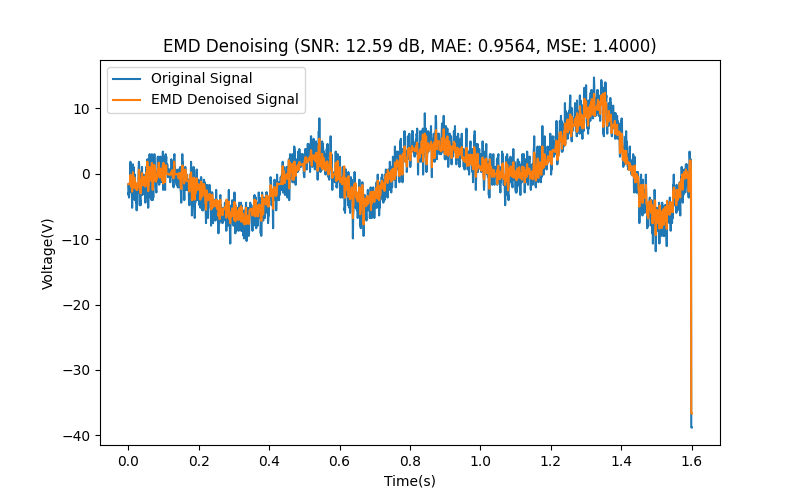 EMD Denoising (SNR: 12.59 dB, MAE: 0.9564, MSE: 1.4000)
Original Signal
EMD Denoised Signal
10
0
−10
−20
−30
−40
Voltage(V)
0.0 0.2 0.4 0.6 0.8 1.0 1.2 1.4 1.6
Time(s)